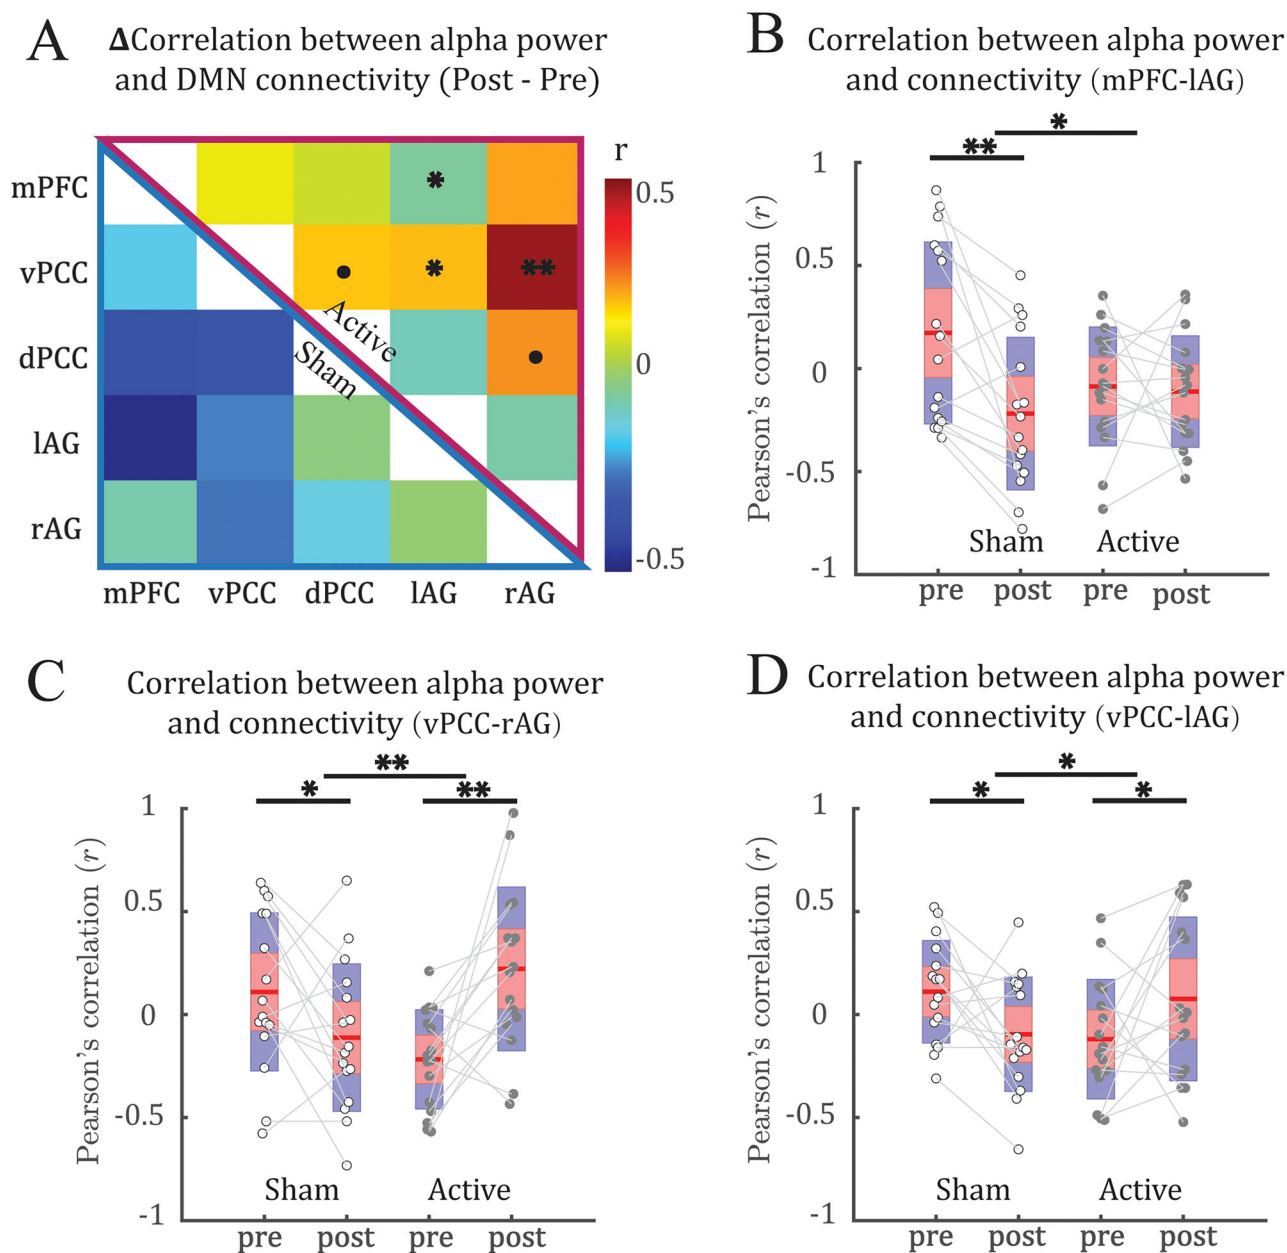 A
ΔCorrelation between alpha power
and DMN connectivity (Post - Pre)
r
mPFC
vPCC
dPCC
lAG
rAG
*
●
*
**
●
Active
Sham
0.5
0
-0.5
mPFC vPCC dPCC lAG rAG
B
Correlation between alpha power
and connectivity (mPFC-lAG)
*
**
Pearson's correlation (r)
1
0.5
0
-0.5
-1
Sham Active
pre post pre post
C
Correlation between alpha power
and connectivity (vPCC-rAG)
**
* **
Pearson's correlation (r)
1
0.5
0
-0.5
-1
Sham Active
pre post pre post
D
Correlation between alpha power
and connectivity (vPCC-lAG)
*
* *
Pearson's correlation (r)
1
0.5
0
-0.5
-1
Sham Active
pre post pre post